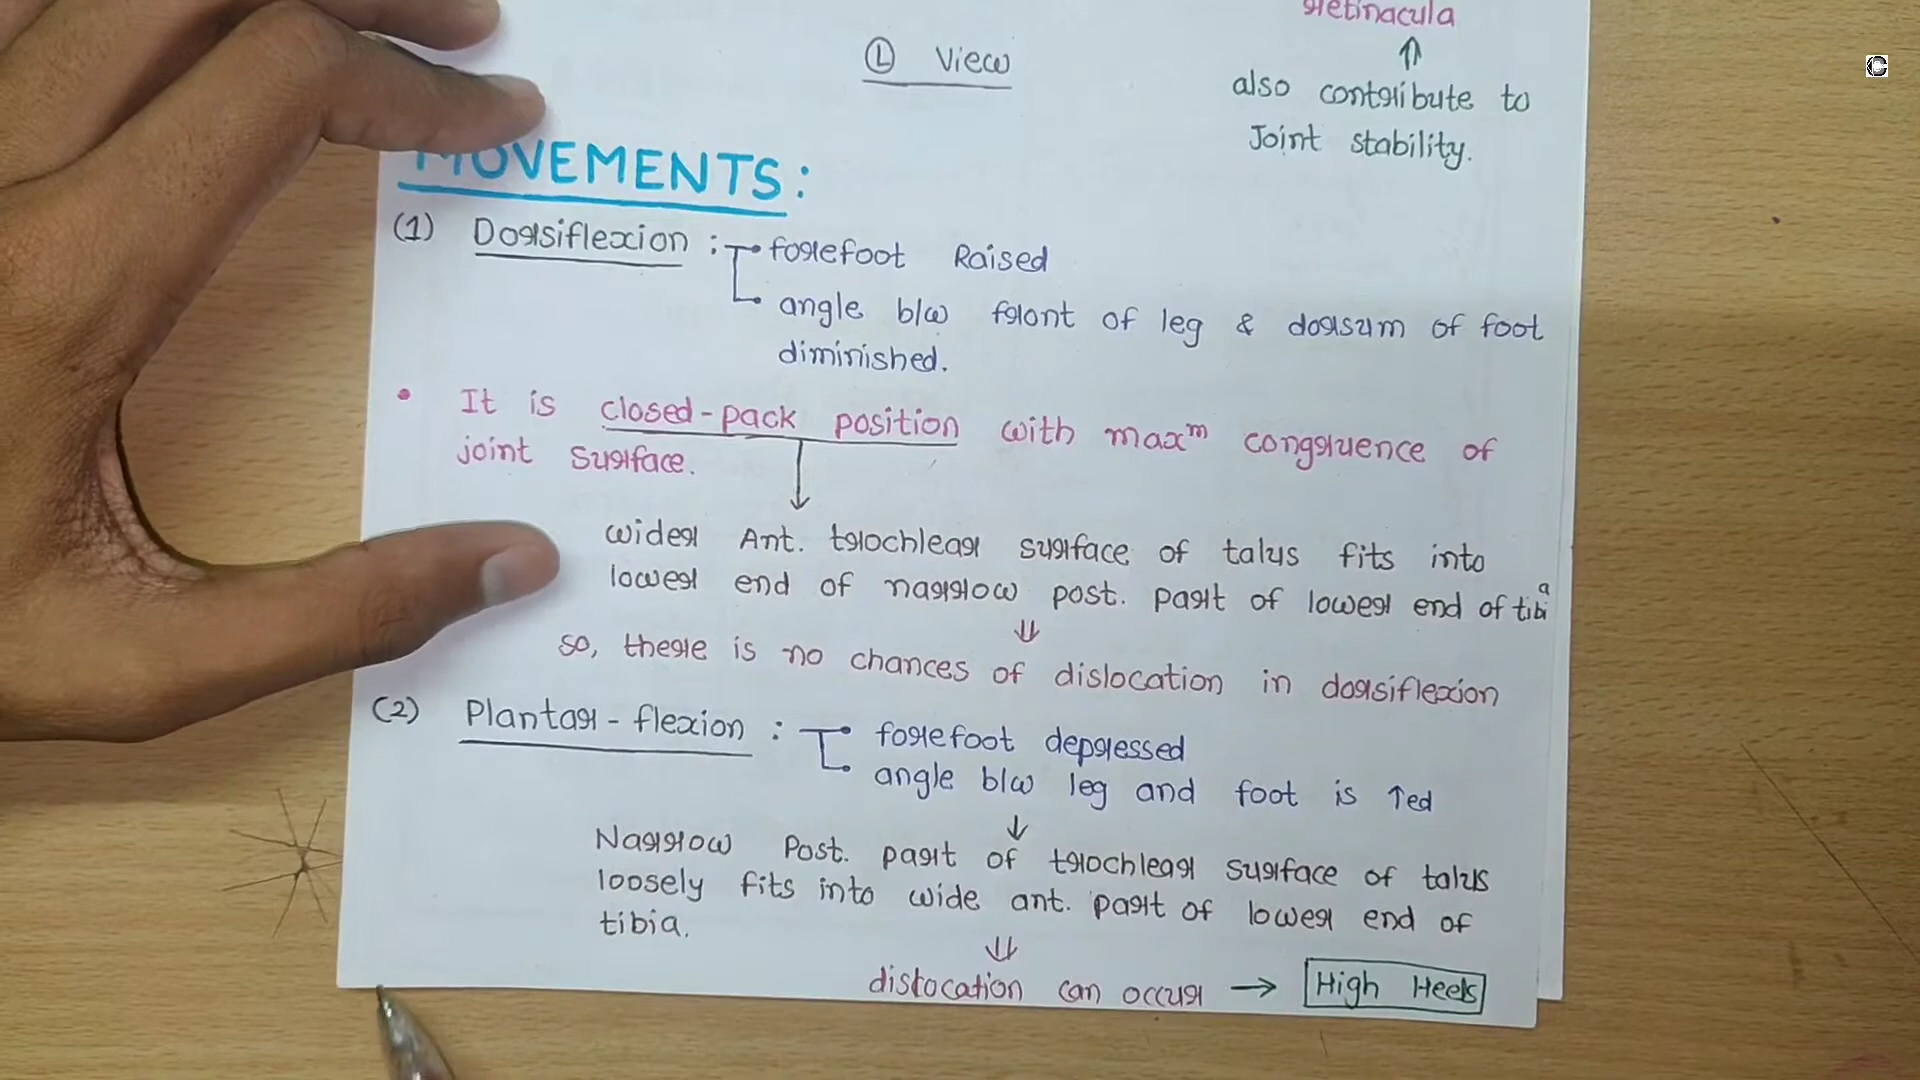 retinacula
Ⓛ View
⇑
also contribute to
Joint stability.
MOVEMENTS:
(1) Dorsiflexion : forefoot Raised
angle b/w front of leg & dorsum of foot
diminished.
• It is closed-pack position with maxᵐ congruence of
joint surface.
↓
wider Ant. trochlear surface of talus fits into
lower end of narrow post. part of lower end of tibia
⇓
so, there is no chances of dislocation in dorsiflexion
(2) Plantar-flexion : forefoot depressed
angle b/w leg and foot is ↑ed
↓
Narrow Post. part of trochlear surface of talus
loosely fits into wide ant. part of lower end of
tibia.
⇓
dislocation can occur → High Heels